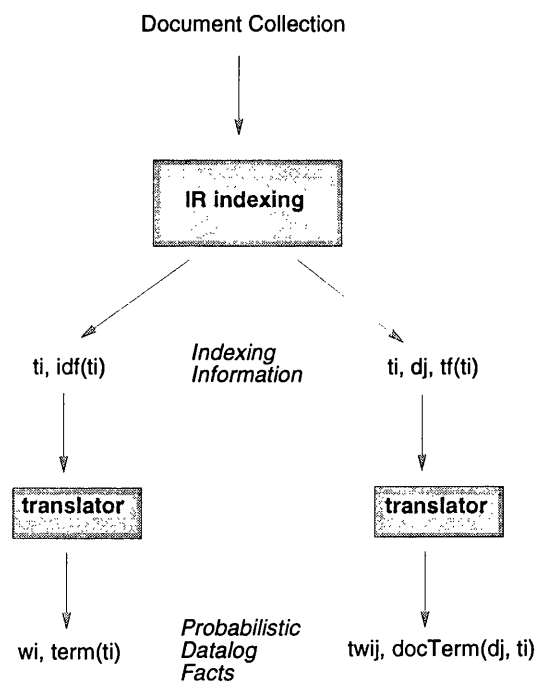 Document Collection
IR indexing
ti, idf(ti)
Indexing
Information
ti, dj, tf(ti)
translator
translator
wi, term(ti)
Probabilistic
Datalog
Facts
twij, docTerm(dj, ti)